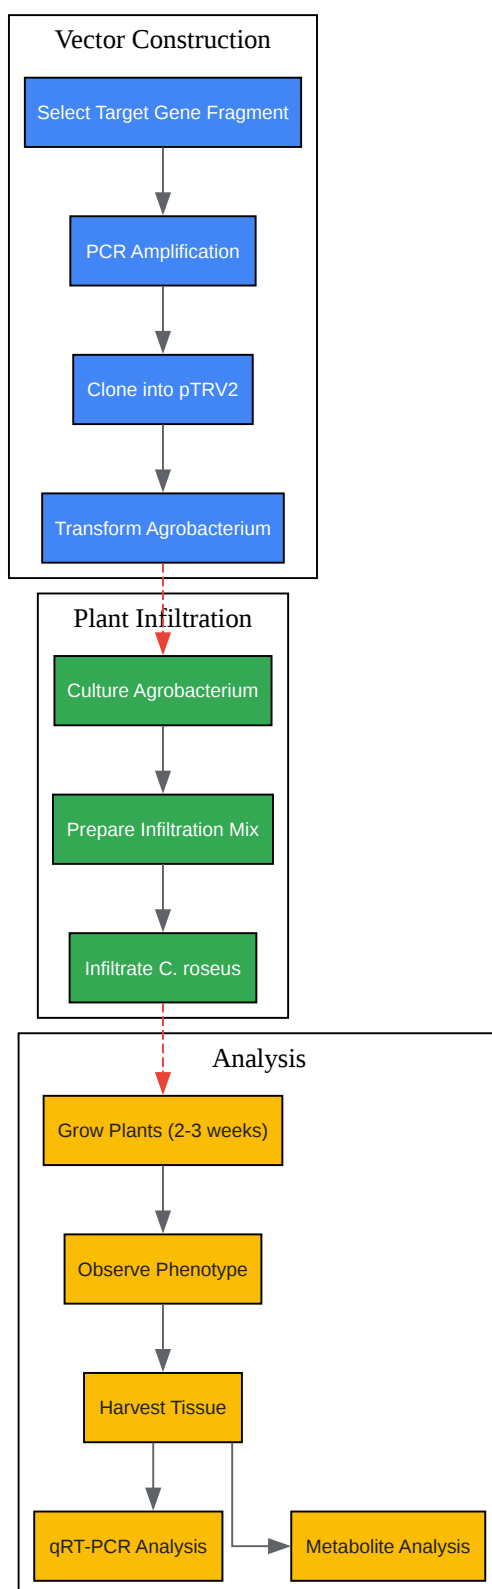 Vector Construction
Select Target Gene Fragment
PCR Amplification
Clone into pTRV2
Transform Agrobacterium
Plant Infiltration
Culture Agrobacterium
Prepare Infiltration Mix
Infiltrate C. roseus
Analysis
Grow Plants (2-3 weeks)
Observe Phenotype
Harvest Tissue
qRT-PCR Analysis
Metabolite Analysis